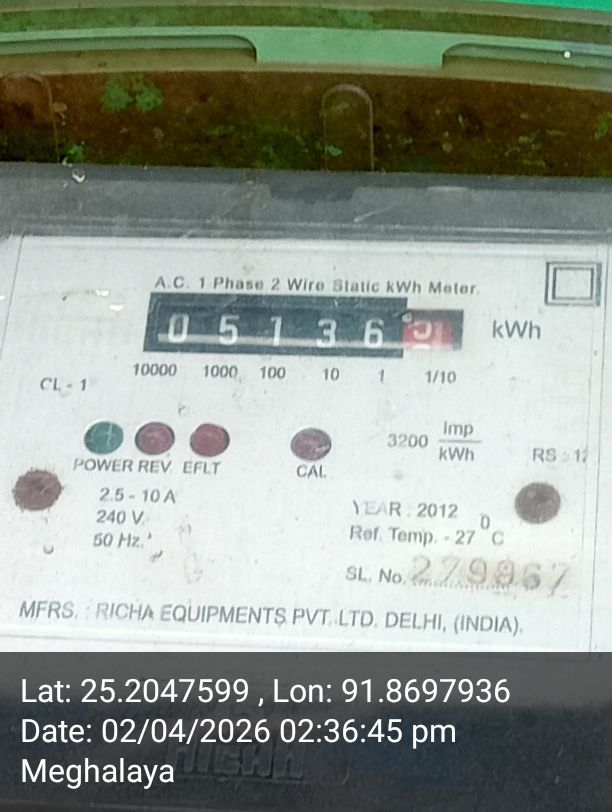 A.C. 1 Phase 2 Wire Static kWh Meter.
0 5 1 3 6 kWh
10000 1000 100 10 1 1/10
CL - 1
3200 Imp/kWh
RS : 12
POWER REV. EFLT CAL
2.5 - 10 A
240 V.
50 Hz.
YEAR : 2012
Ref. Temp. - 27 °C
SL. No. 279867
MFRS. : RICHA EQUIPMENTS PVT. LTD. DELHI, (INDIA).
Lat: 25.2047599 , Lon: 91.8697936
Date: 02/04/2026 02:36:45 pm
Meghalaya